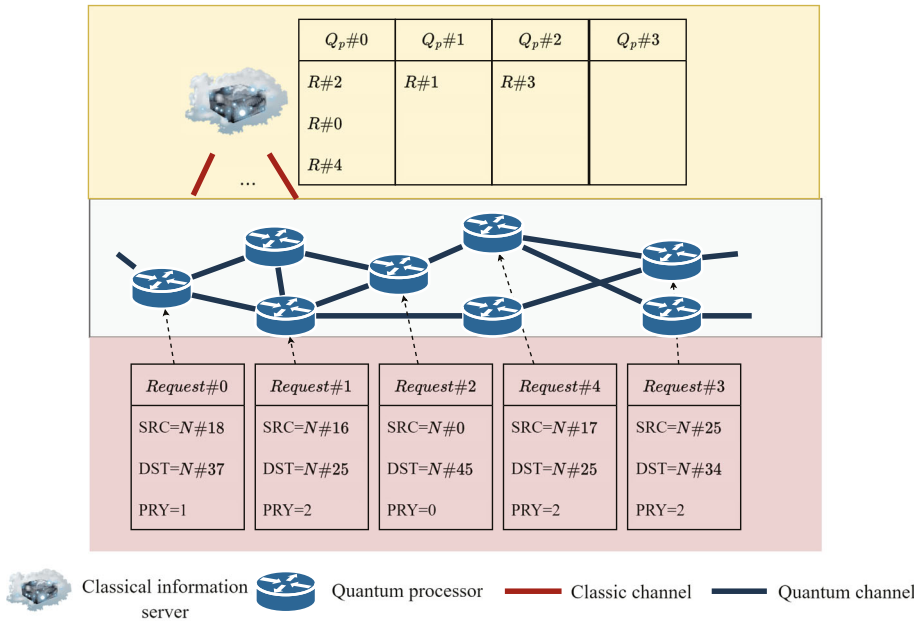 Q_p#0 Q_p#1 Q_p#2 Q_p#3
R#2 R#1 R#3
R#0
R#4
...
Request#0 Request#1 Request#2 Request#4 Request#3
SRC=N#18 SRC=N#16 SRC=N#0 SRC=N#17 SRC=N#25
DST=N#37 DST=N#25 DST=N#45 DST=N#25 DST=N#34
PRY=1 PRY=2 PRY=0 PRY=2 PRY=2
Classical information
server
Quantum processor
Classic channel
Quantum channel